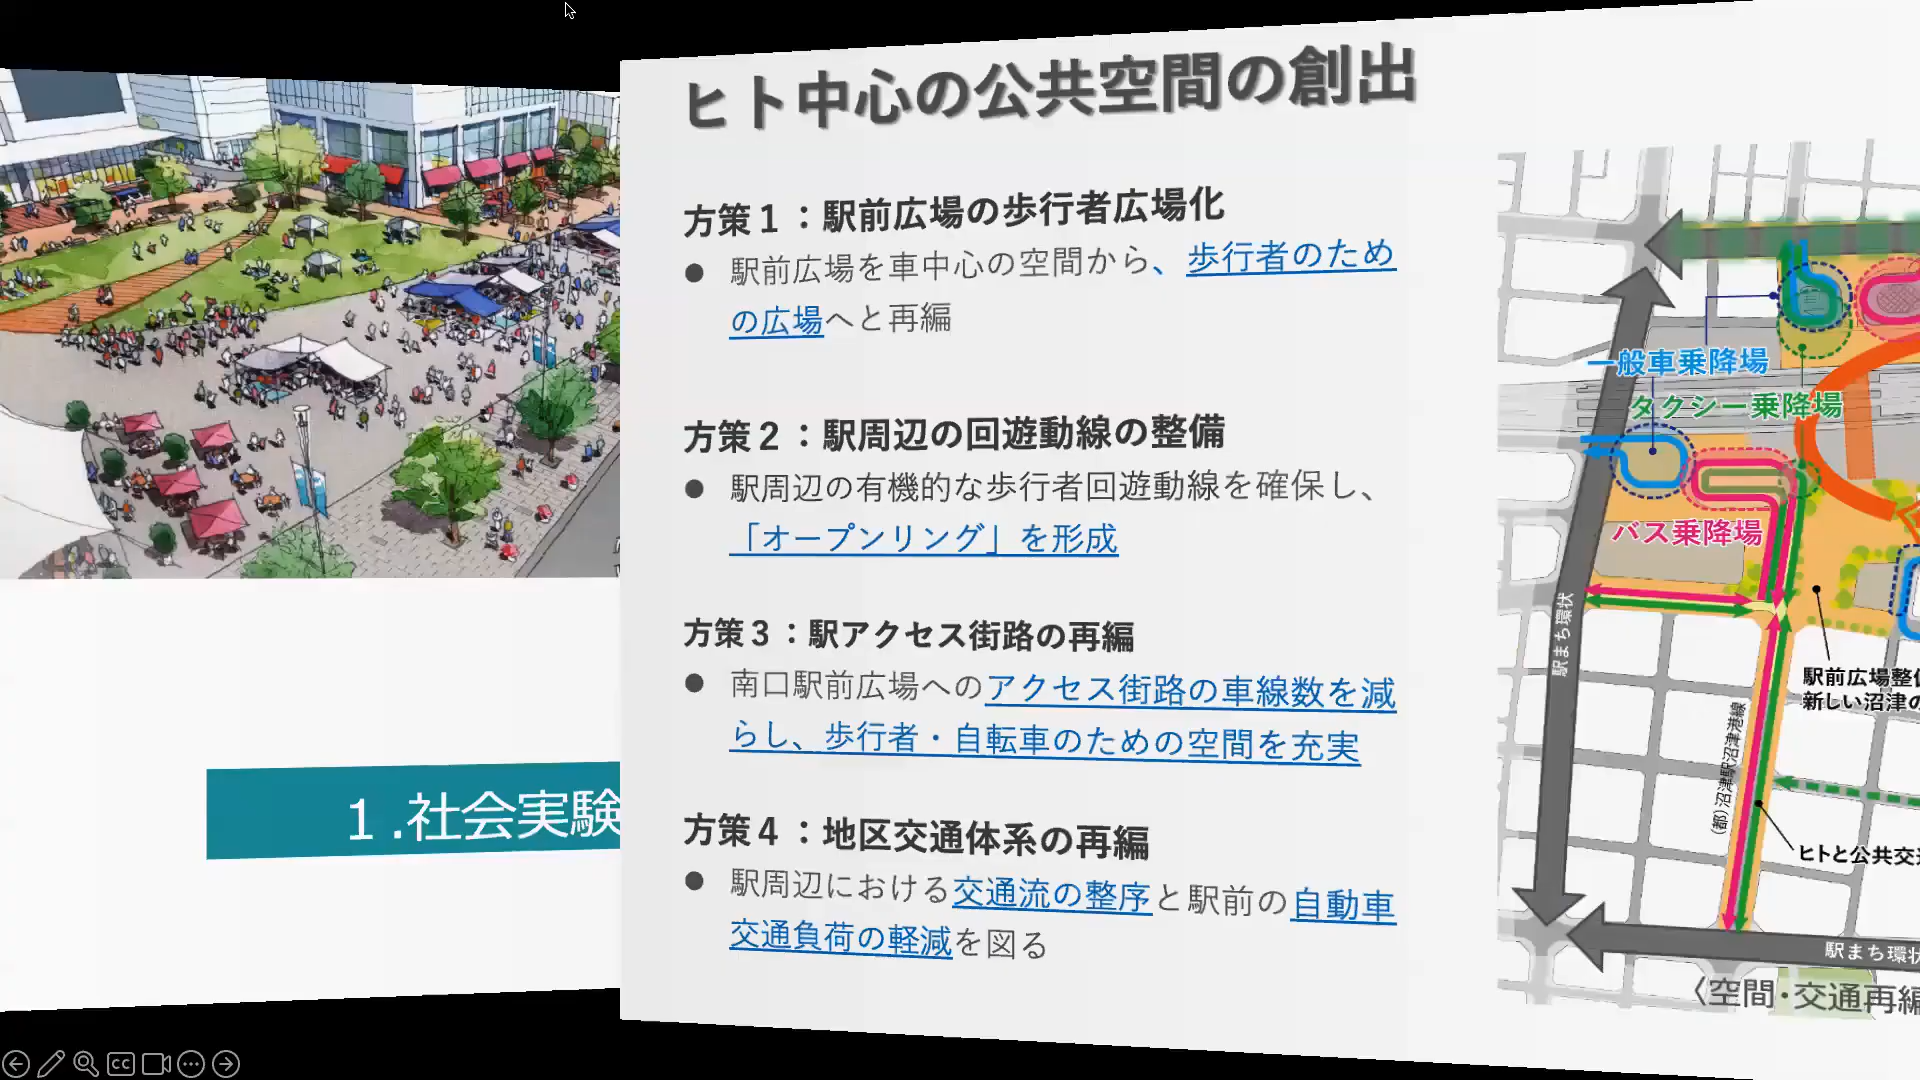 ヒト中心の公共空間の創出
方策１：駅前広場の歩行者広場化
● 駅前広場を車中心の空間から、歩行者のため
の広場へと再編
方策２：駅周辺の回遊動線の整備
● 駅周辺の有機的な歩行者回遊動線を確保し、
「オープンリング」を形成
方策３：駅アクセス街路の再編
● 南口駅前広場へのアクセス街路の車線数を減
らし、歩行者・自転車のための空間を充実
方策４：地区交通体系の再編
● 駅周辺における交通流の整序と駅前の自動車
交通負荷の軽減を図る
１.社会実験
一般車乗降場
タクシー乗降場
バス乗降場
駅まち環状
駅前広場整
新しい沼津の
(都)沼津駅沼津港線
ヒトと公共交
駅まち環状
〈空間・交通再編
CC